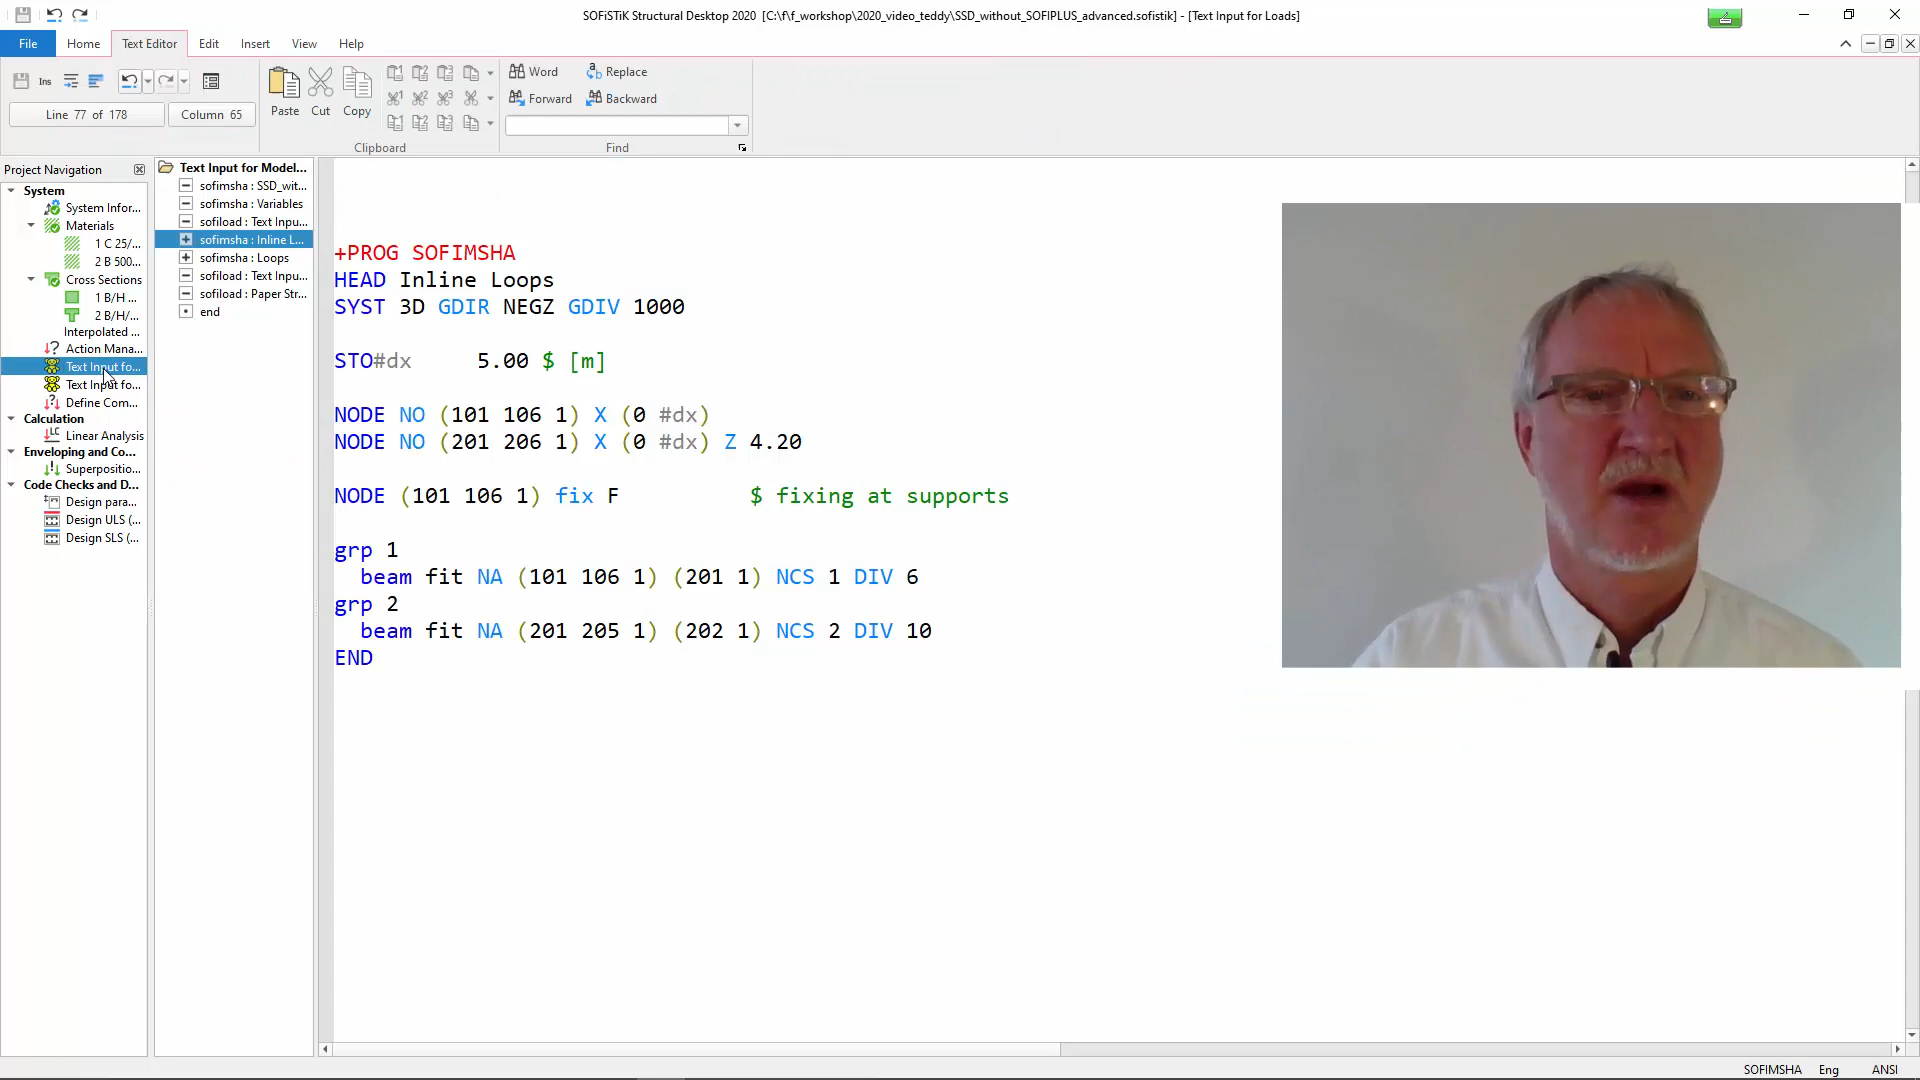 SOFiSTiK Structural Desktop 2020 [C:\f\f_workshop\2020_video_teddy\SSD_without_SOFIPLUS_advanced.sofistik] - [Text Input for Loads]
File Home Text Editor Edit Insert View Help
Ins
Line 77 of 178 Column 65
Paste Cut Copy
Clipboard
Word Replace
Forward Backward
Find
Project Navigation
System
System Infor...
Materials
1 C 25/...
2 B 500...
Cross Sections
1 B/H ...
2 B/H/...
Interpolated ...
Action Mana...
Text Input fo...
Text Input fo...
Define Com...
Calculation
Linear Analysis
Enveloping and Co...
Superpositio...
Code Checks and D...
Design para...
Design ULS (...
Design SLS (...
Text Input for Model...
sofimsha : SSD_wit...
sofimsha : Variables
sofiload : Text Inpu...
sofimsha : Inline L...
sofimsha : Loops
sofiload : Text Inpu...
sofiload : Paper Str...
end
+PROG SOFIMSHA
HEAD Inline Loops
SYST 3D GDIR NEGZ GDIV 1000
STO#dx 5.00 $ [m]
NODE NO (101 106 1) X (0 #dx)
NODE NO (201 206 1) X (0 #dx) Z 4.20
NODE (101 106 1) fix F $ fixing at supports
grp 1
beam fit NA (101 106 1) (201 1) NCS 1 DIV 6
grp 2
beam fit NA (201 205 1) (202 1) NCS 2 DIV 10
END
SOFIMSHA Eng ANSI